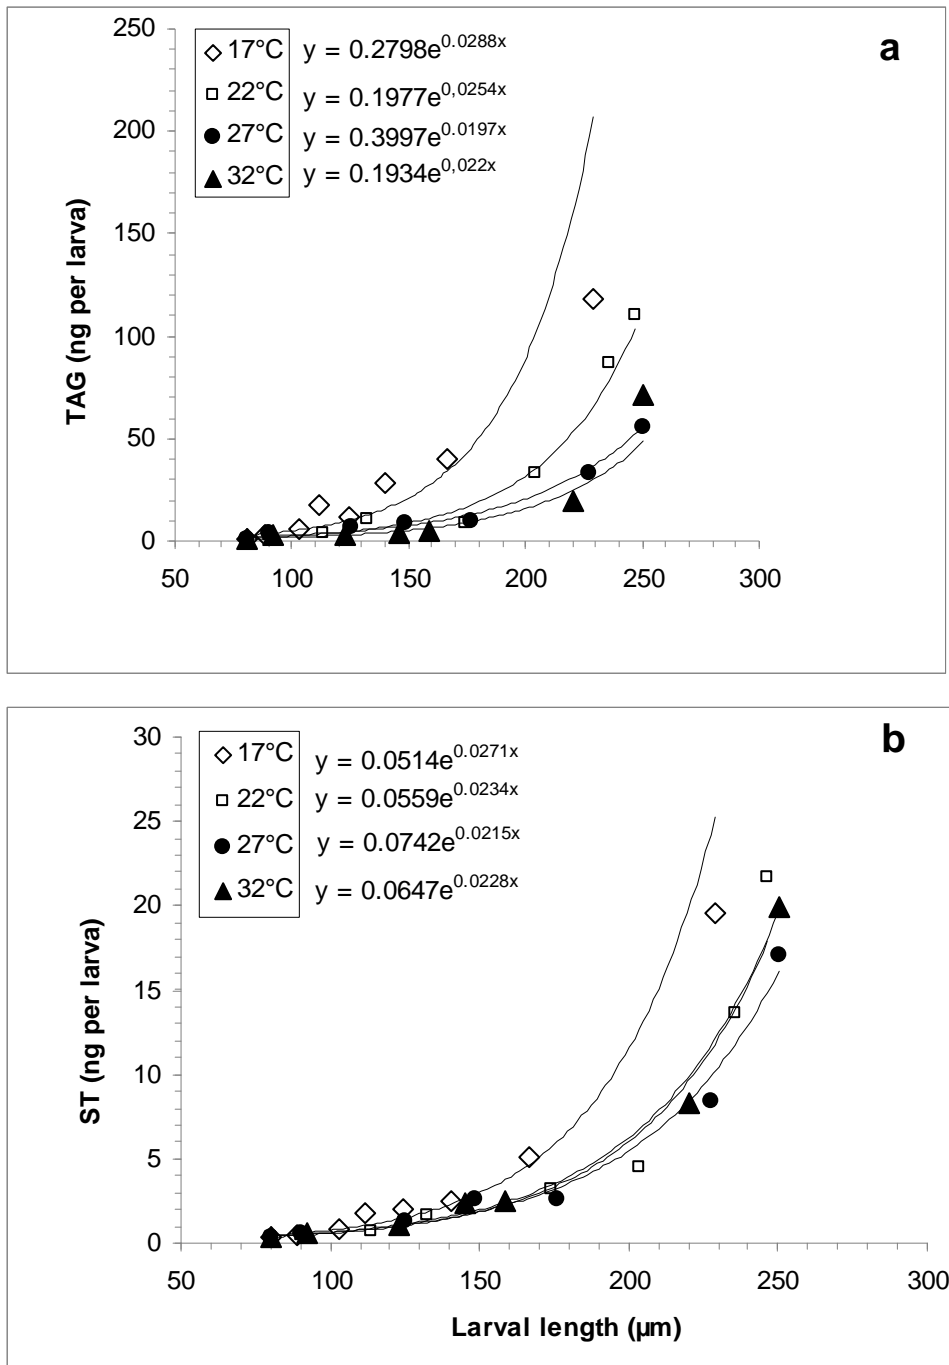 a
17°C y = 0.2798e^0.0288x
22°C y = 0.1977e^0,0254x
27°C y = 0.3997e^0.0197x
32°C y = 0.1934e^0,022x
250
200
150
100
50
0
TAG (ng per larva)
50 100 150 200 250 300
b
17°C y = 0.0514e^0.0271x
22°C y = 0.0559e^0.0234x
27°C y = 0.0742e^0.0215x
32°C y = 0.0647e^0.0228x
30
25
20
15
10
5
0
ST (ng per larva)
50 100 150 200 250 300
Larval length (µm)